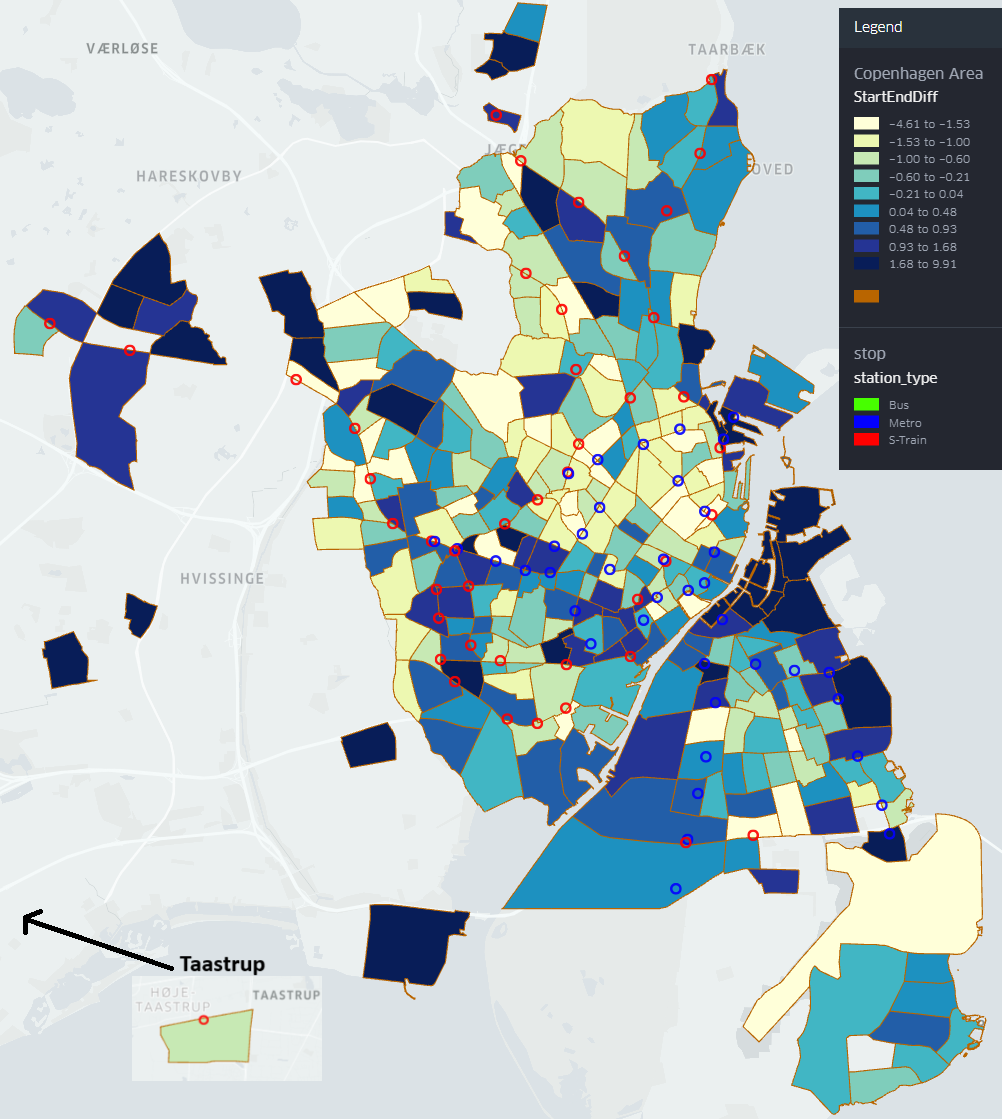 VÆRLØSE
TAARBÆK
HARESKOVBY
JÆGE
OVED
HVISSINGE
Taastrup
HØJE-
TAASTRUP
TAASTRUP
Legend
Copenhagen Area
StartEndDiff
−4.61 to −1.53
−1.53 to −1.00
−1.00 to −0.60
−0.60 to −0.21
−0.21 to 0.04
0.04 to 0.48
0.48 to 0.93
0.93 to 1.68
1.68 to 9.91
stop
station_type
Bus
Metro
S-Train